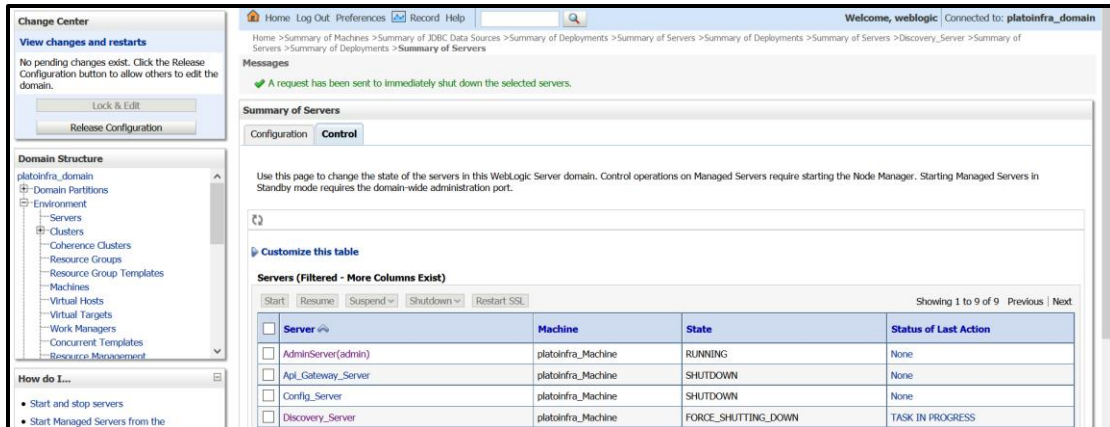 Change Center
View changes and restarts
No pending changes exist. Click the Release
Configuration button to allow others to edit the
domain.
Lock & Edit
Release Configuration
Domain Structure
platoinfra_domain
Domain Partitions
Environment
Servers
Clusters
Coherence Clusters
Resource Groups
Resource Group Templates
Machines
Virtual Hosts
Virtual Targets
Work Managers
Concurrent Templates
Resource Management
How do I...
Start and stop servers
Start Managed Servers from the
Home Log Out Preferences Record Help
Welcome, weblogic Connected to: platoinfra_domain
Home >Summary of Machines >Summary of JDBC Data Sources >Summary of Deployments >Summary of Servers >Summary of Deployments >Summary of Servers >Discovery_Server >Summary of
Servers >Summary of Deployments >Summary of Servers
Messages
A request has been sent to immediately shut down the selected servers.
Summary of Servers
Configuration Control
Use this page to change the state of the servers in this WebLogic Server domain. Control operations on Managed Servers require starting the Node Manager. Starting Managed Servers in
Standby mode requires the domain-wide administration port.
Customize this table
Servers (Filtered - More Columns Exist)
Start Resume Suspend Shutdown Restart SSL Showing 1 to 9 of 9 Previous | Next
Server Machine State Status of Last Action
AdminServer(admin) platoinfra_Machine RUNNING None
Api_Gateway_Server platoinfra_Machine SHUTDOWN None
Config_Server platoinfra_Machine SHUTDOWN None
Discovery_Server platoinfra_Machine FORCE_SHUTTING_DOWN TASK IN PROGRESS